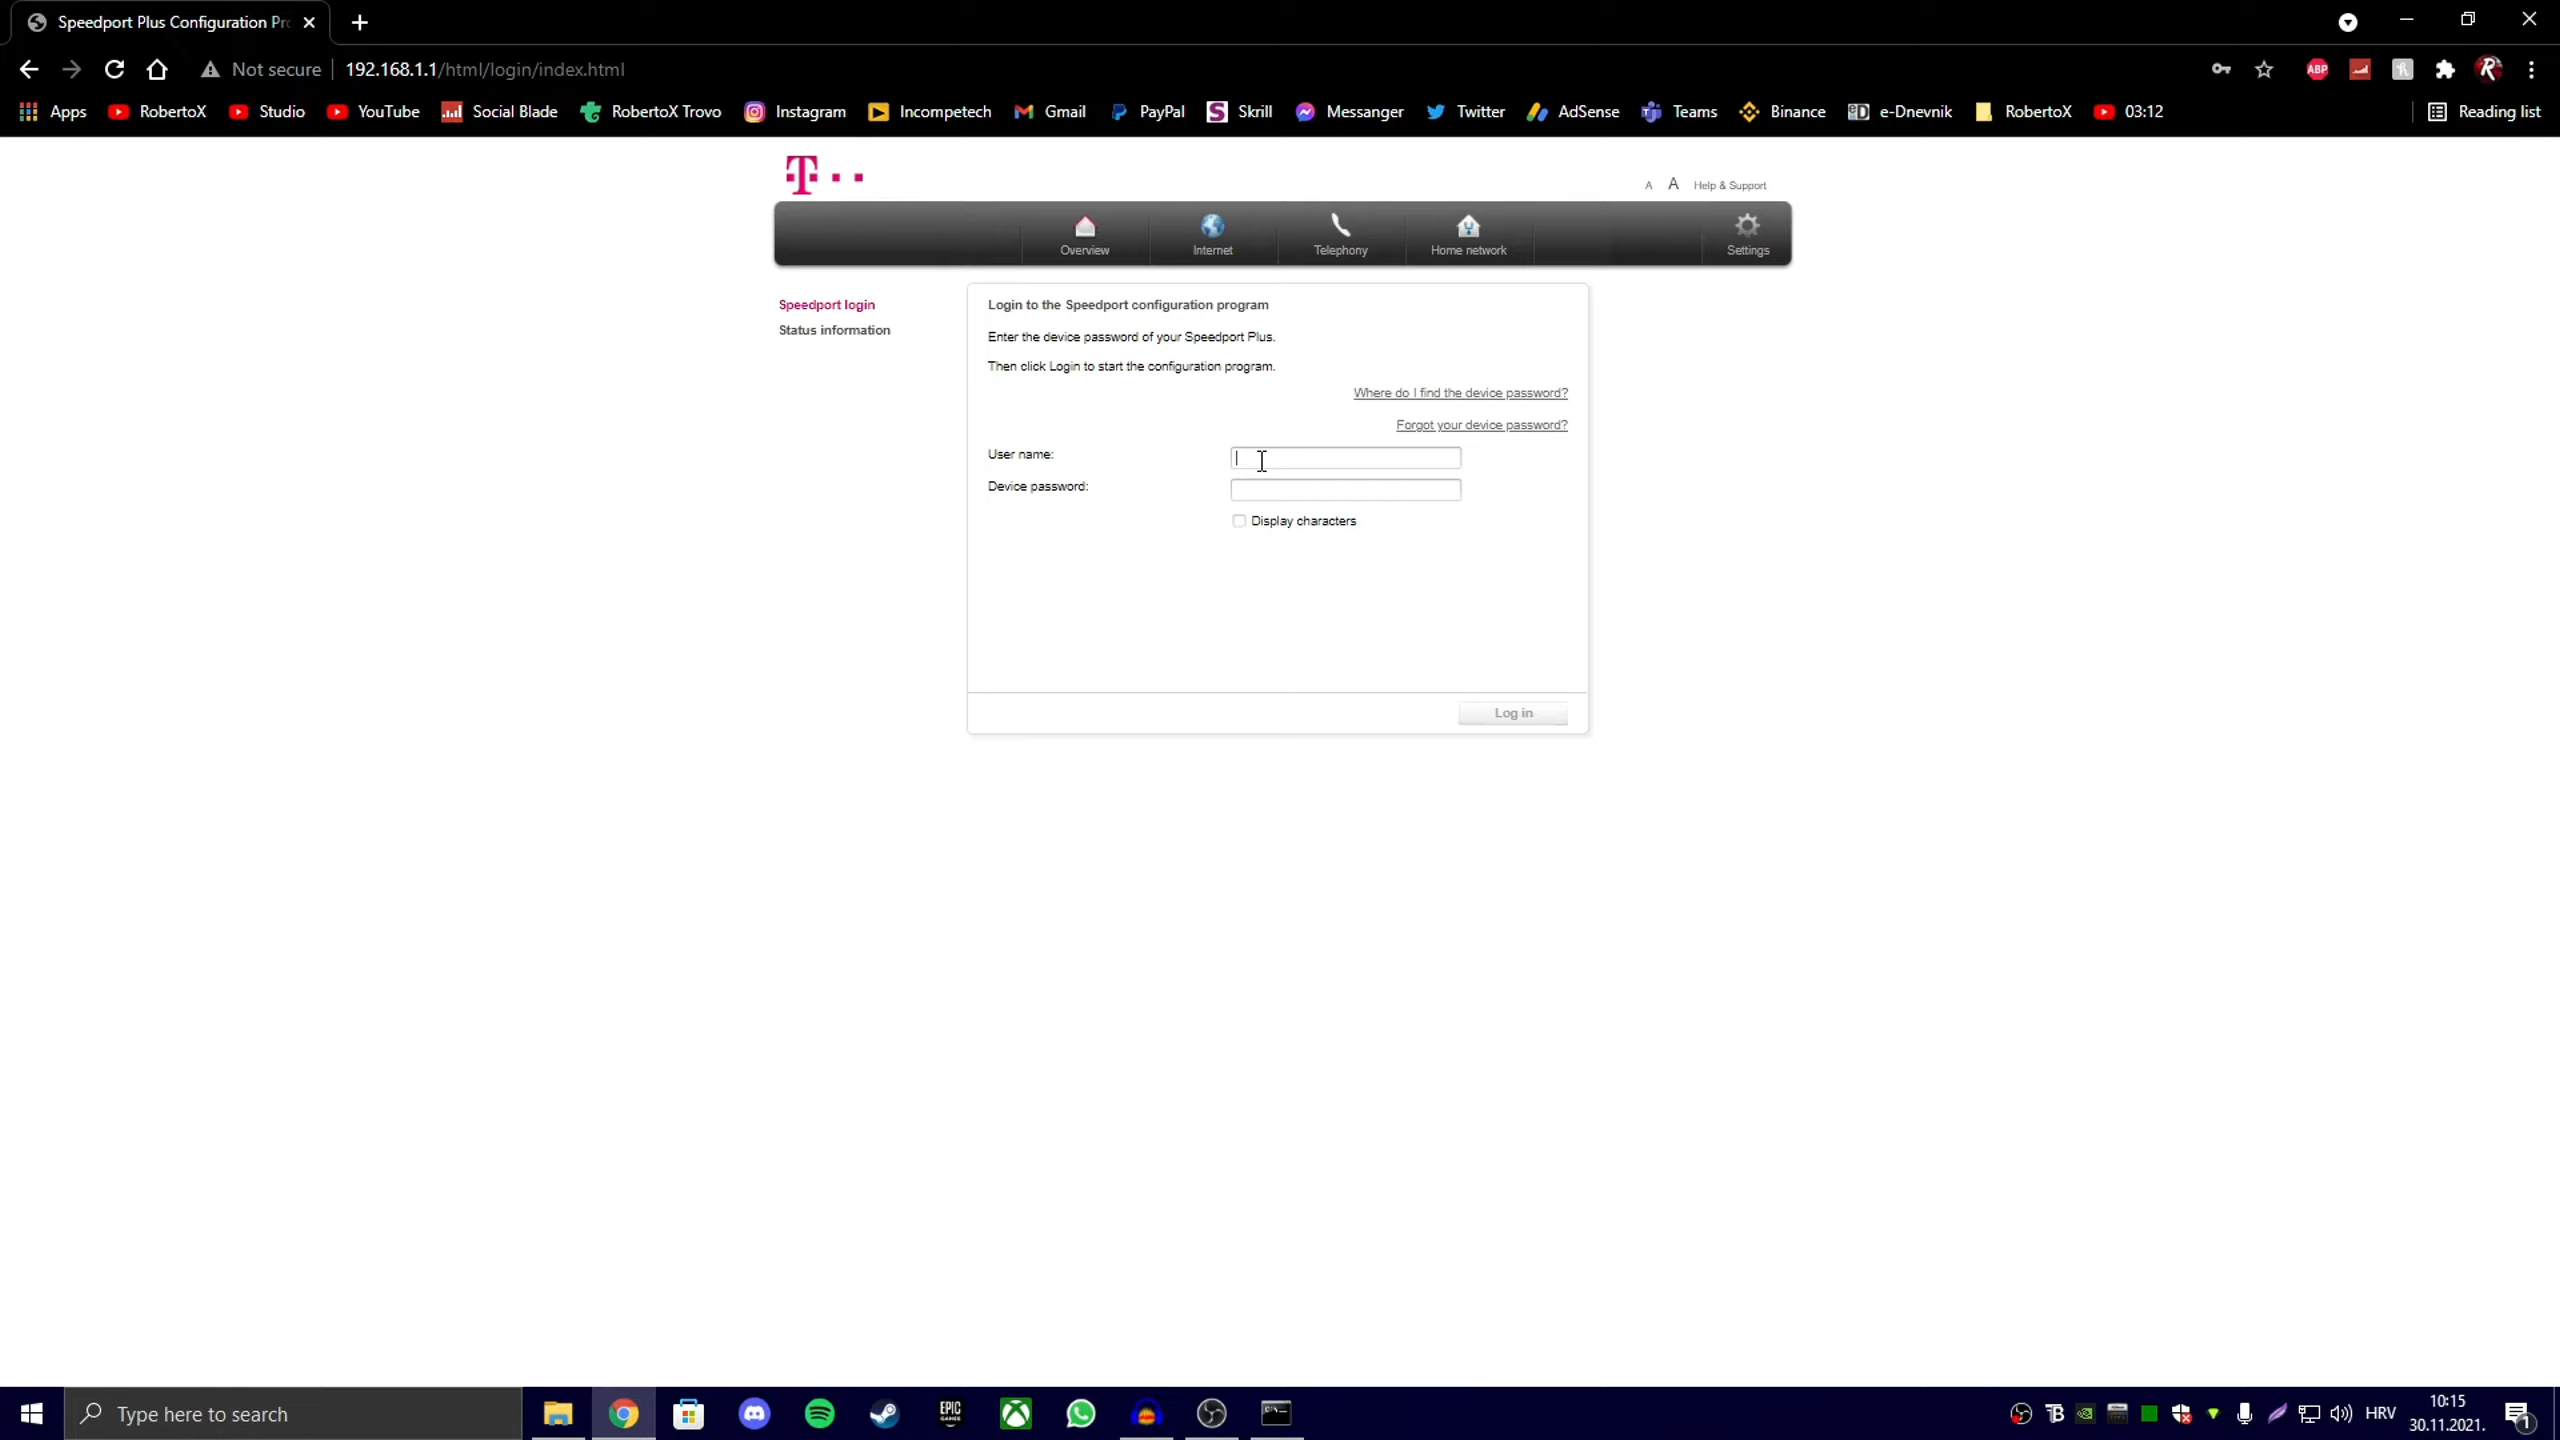 Speedport Plus Configuration Pr
Not secure 192.168.1.1/html/login/index.html
ABP
Apps RobertoX Studio YouTube Social Blade RobertoX Trovo Instagram Incompetech Gmail PayPal Skrill Messanger Twitter AdSense Teams Binance e-Dnevnik RobertoX 03:12 Reading list
T
A A Help & Support
Overview Internet Telephony Home network Settings
Speedport login
Status information
Login to the Speedport configuration program
Enter the device password of your Speedport Plus.
Then click Login to start the configuration program.
Where do I find the device password?
Forgot your device password?
User name:
Device password:
Display characters
Log in
Type here to search
EPIC GAMES
HRV
10:15
30.11.2021.
1